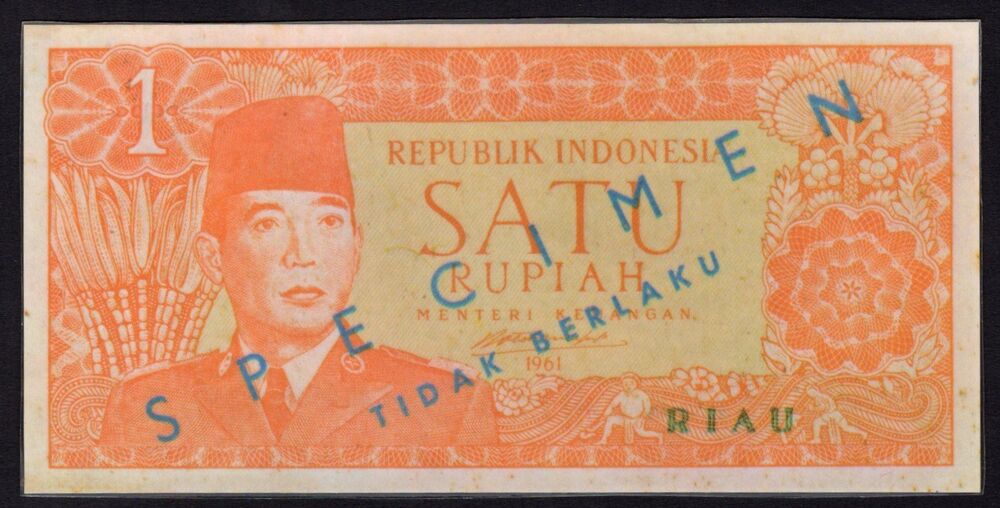 1
REPUBLIK INDONESIA
SATU
RUPIAH
MENTERI KEUANGAN.
1961
SPECIMEN
TIDAK BERLAKU
RIAU